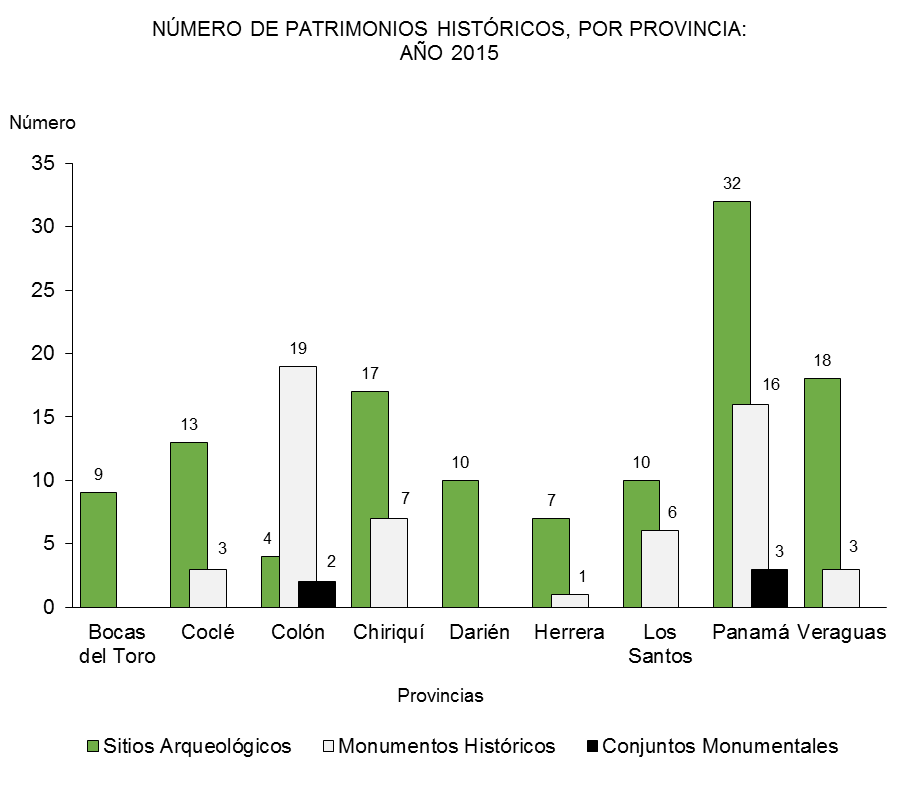 NÚMERO DE PATRIMONIOS HISTÓRICOS, POR PROVINCIA:
AÑO 2015
Número
35
30
25
20
15
10
5
0
9
13
3
4
19
2
17
7
10
7
1
10
6
32
16
3
18
3
Bocas del Toro
Coclé
Colón
Chiriquí
Darién
Herrera
Los Santos
Panamá
Veraguas
Provincias
Sitios Arqueológicos
Monumentos Históricos
Conjuntos Monumentales